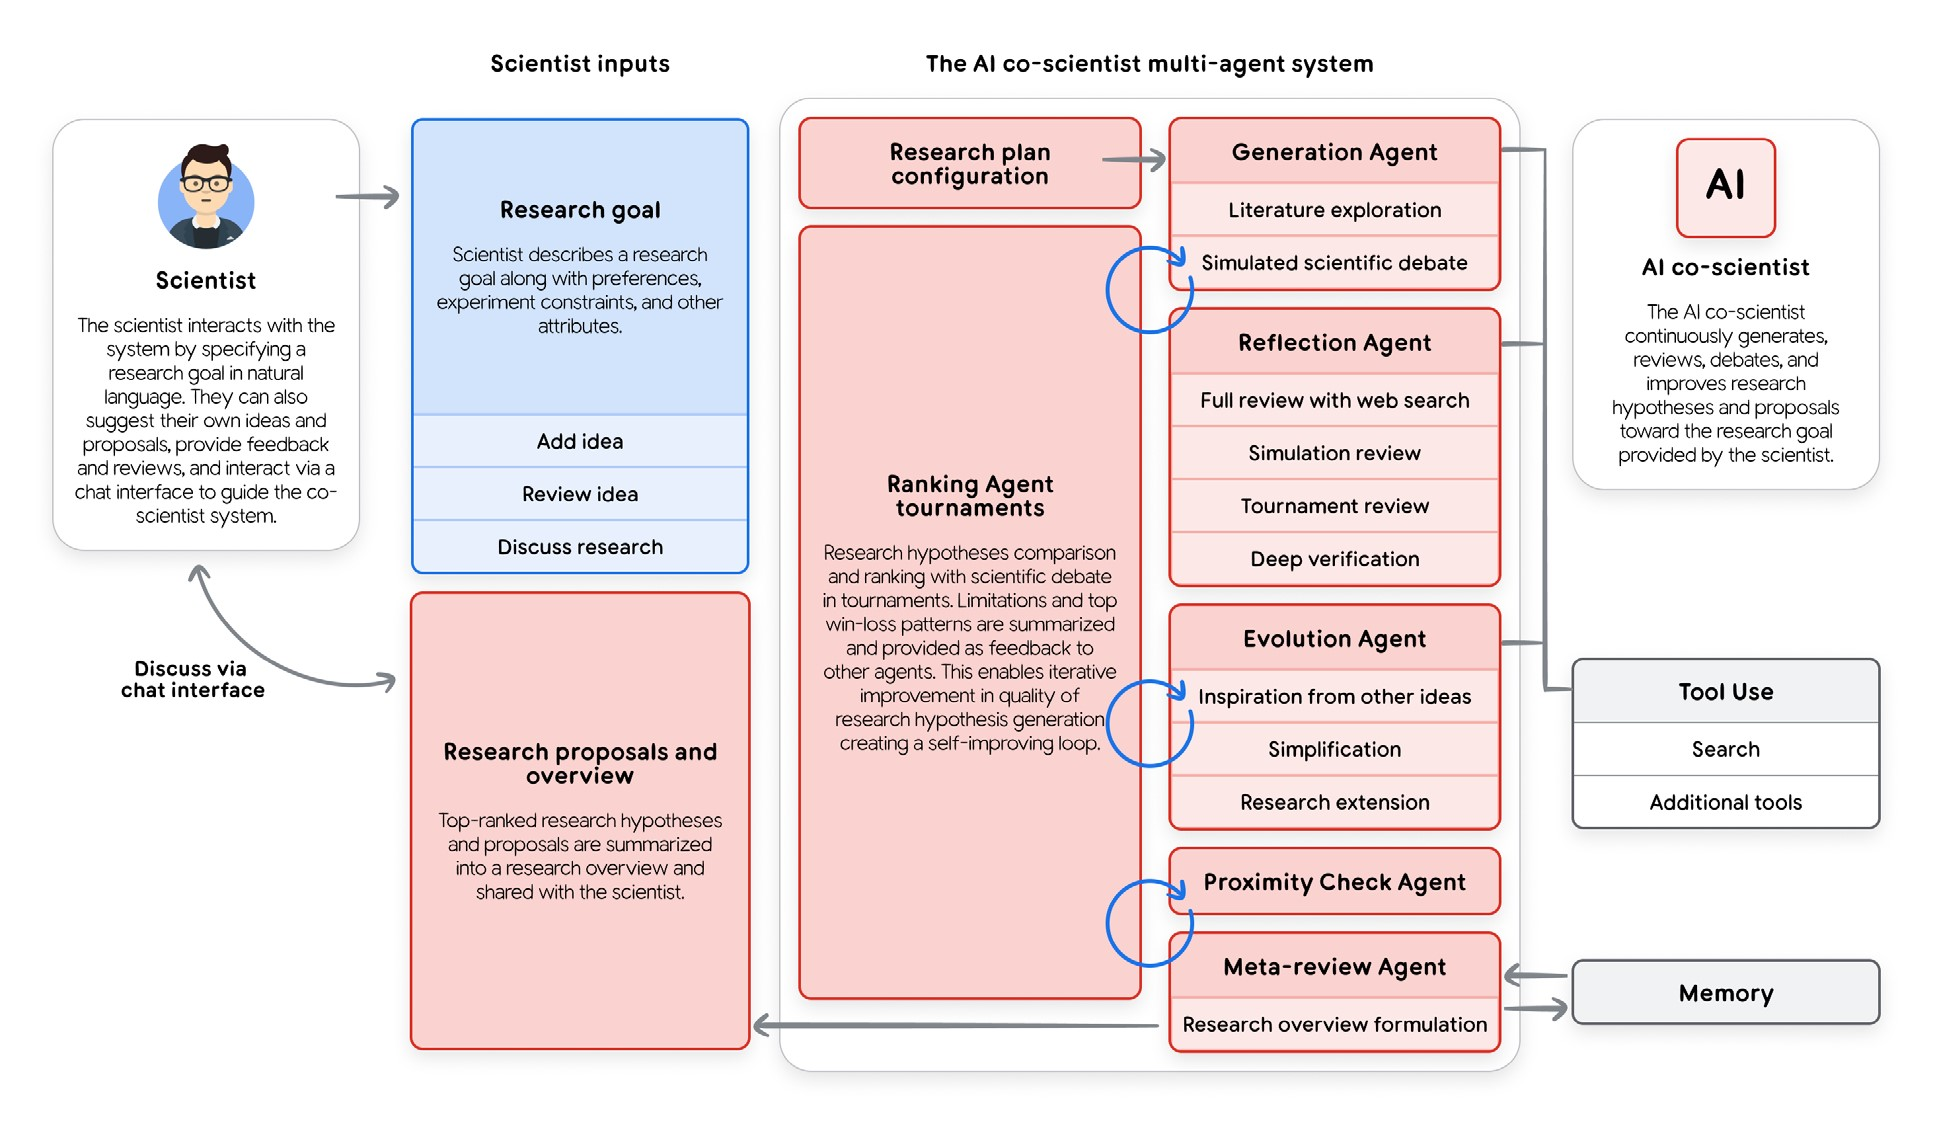 Scientist inputs
The AI co-scientist multi-agent system
Scientist
The scientist interacts with the
system by specifying a
research goal in natural
language. They can also
suggest their own ideas and
proposals, provide feedback
and reviews, and interact via a
chat interface to guide the co-
scientist system.
Discuss via
chat interface
Research goal
Scientist describes a research
goal along with preferences,
experiment constraints, and other
attributes.
Add idea
Review idea
Discuss research
Research proposals and
overview
Top-ranked research hypotheses
and proposals are summarized
into a research overview and
shared with the scientist.
Research plan
configuration
Ranking Agent
tournaments
Research hypotheses comparison
and ranking with scientific debate
in tournaments. Limitations and top
win-loss patterns are summarized
and provided as feedback to
other agents. This enables iterative
improvement in quality of
research hypothesis generation
creating a self-improving loop.
Generation Agent
Literature exploration
Simulated scientific debate
Reflection Agent
Full review with web search
Simulation review
Tournament review
Deep verification
Evolution Agent
Inspiration from other ideas
Simplification
Research extension
Proximity Check Agent
Meta-review Agent
Research overview formulation
AI
AI co-scientist
The AI co-scientist
continuously generates,
reviews, debates, and
improves research
hypotheses and proposals
toward the research goal
provided by the scientist.
Tool Use
Search
Additional tools
Memory